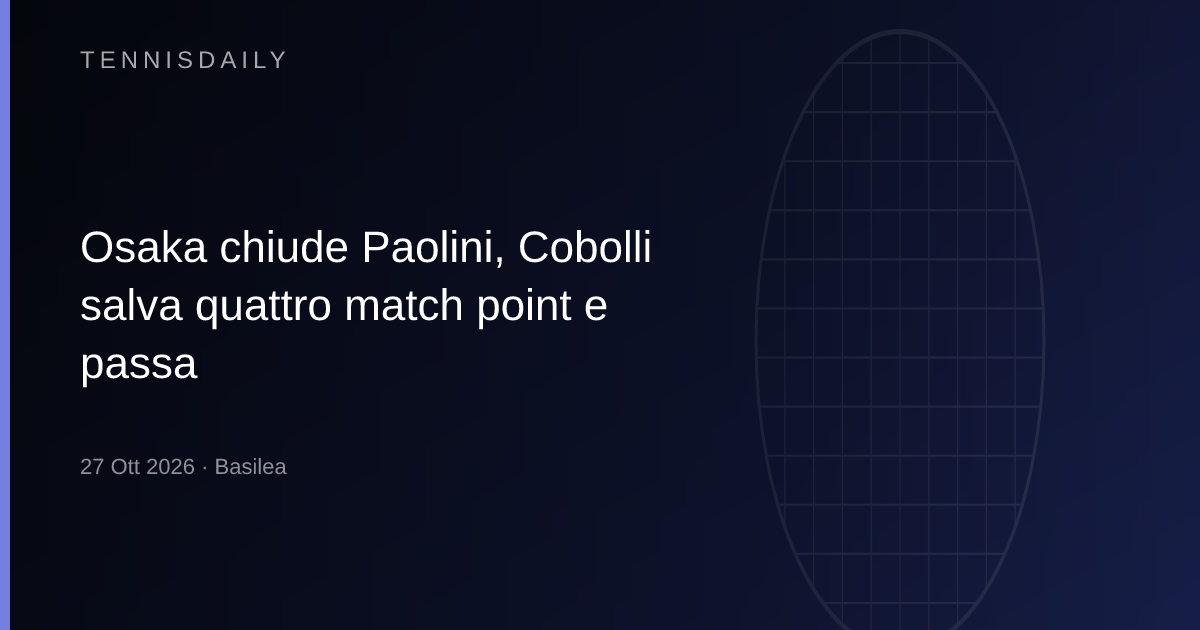 TENNISDAILY
Osaka chiude Paolini, Cobolli
salva quattro match point e
passa
27 Ott 2026 · Basilea